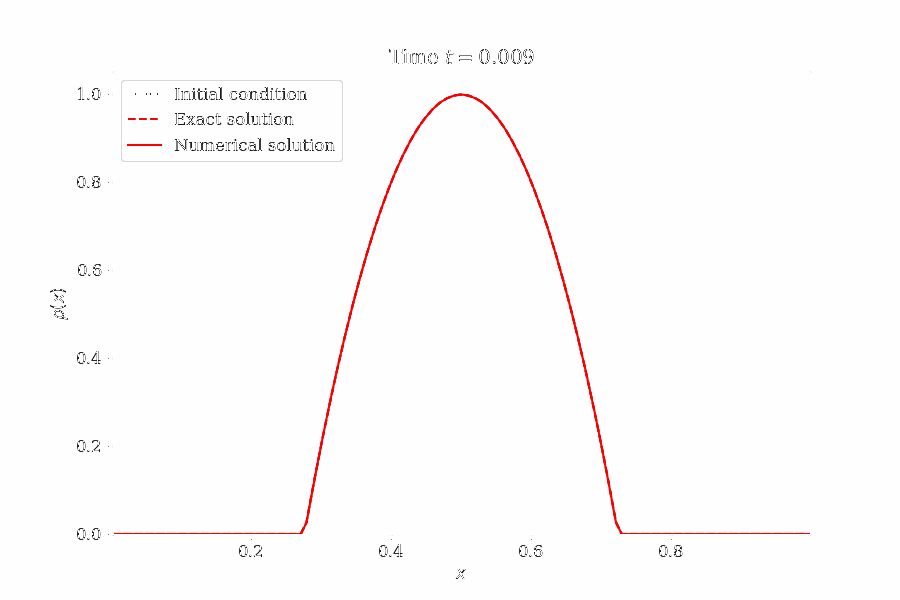 Time t = 0.009
Initial condition
Exact solution
Numerical solution
1.0
0.8
0.6
0.4
0.2
0.0
ρ(x)
0.2 0.4 0.6 0.8
x